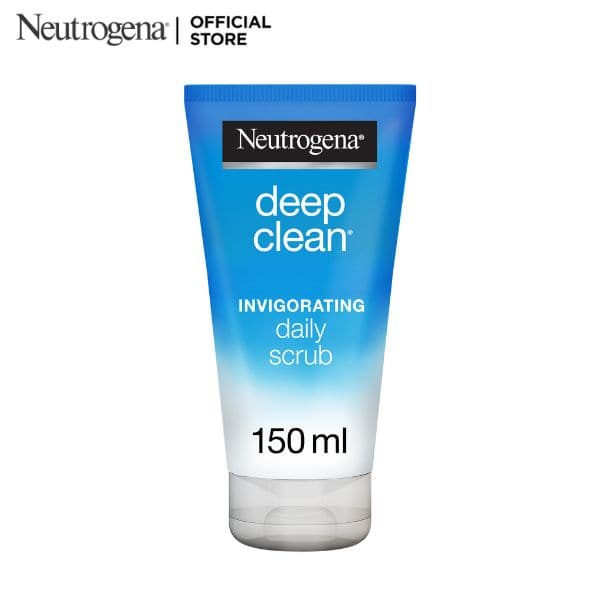 Neutrogena® | OFFICIAL STORE
Neutrogena®
deep
clean®
INVIGORATING
daily
scrub
150 ml